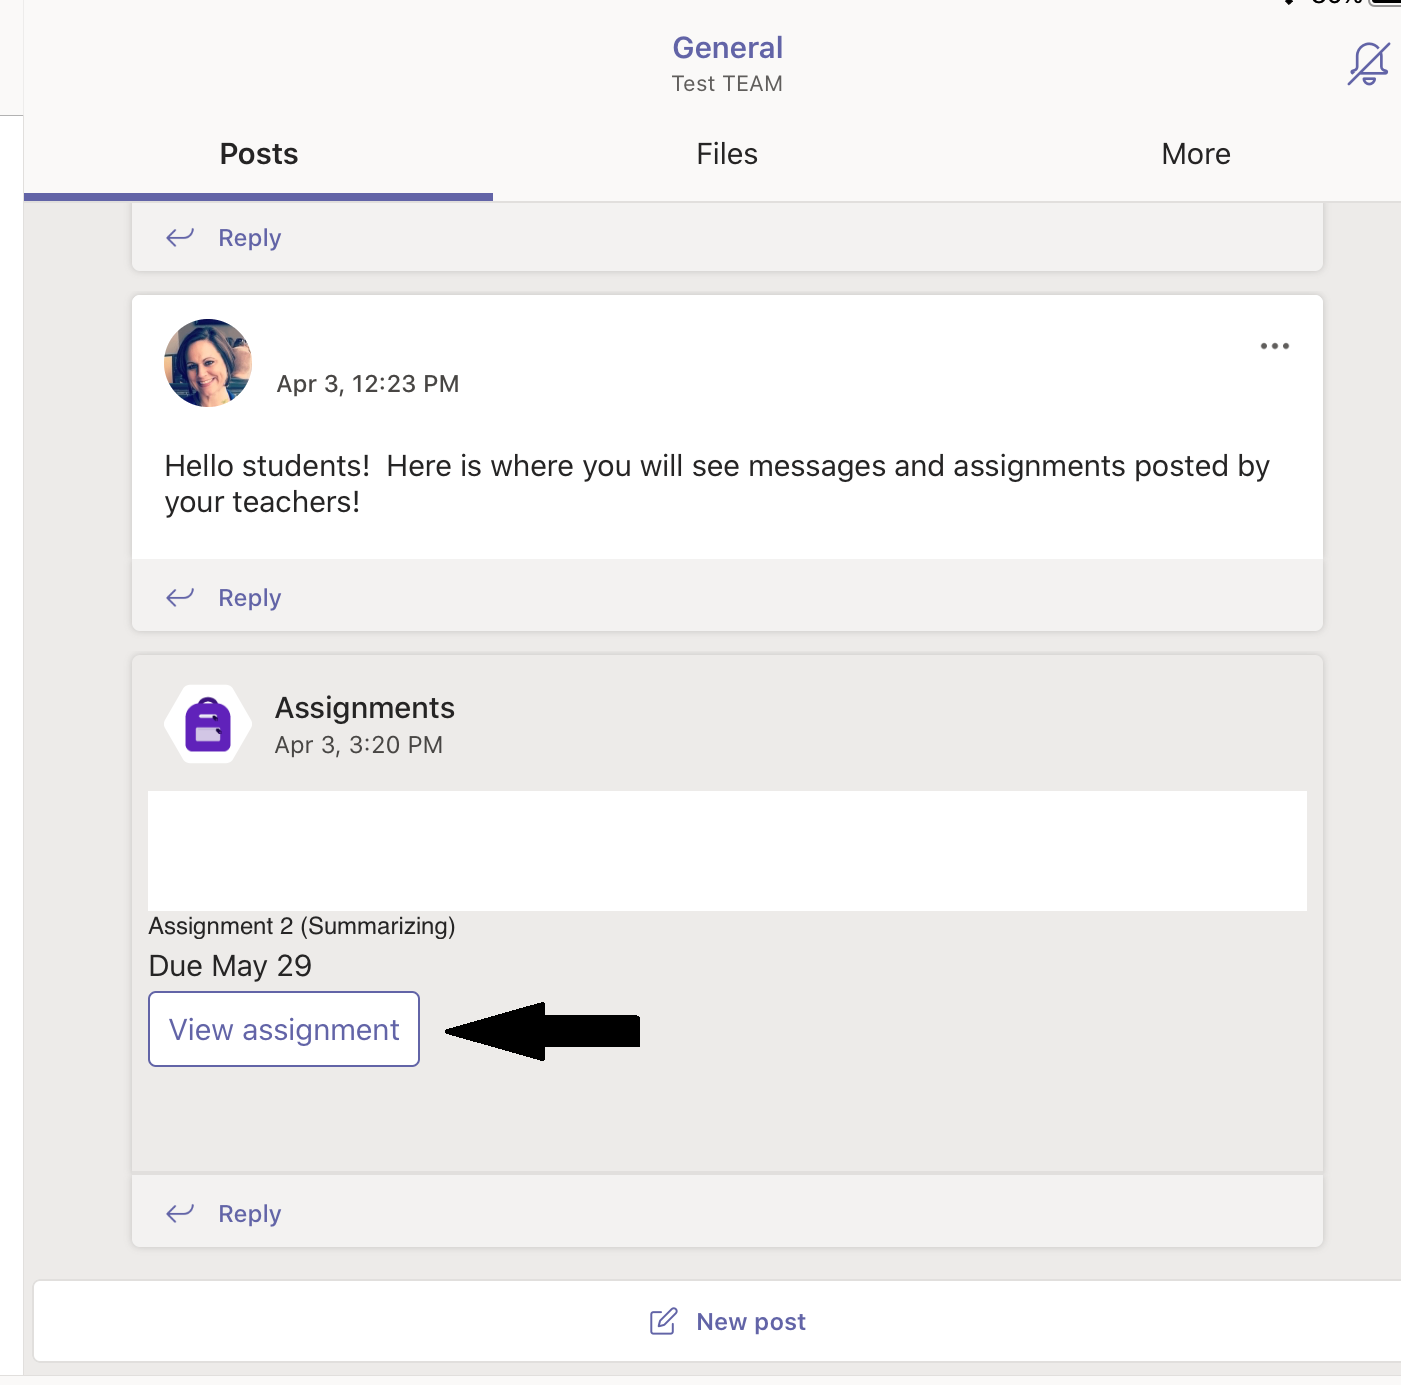 General
Test TEAM
Posts
Files
More
Reply
Apr 3, 12:23 PM
Hello students!  Here is where you will see messages and assignments posted by
your teachers!
Reply
Assignments
Apr 3, 3:20 PM
Assignment 2 (Summarizing)
Due May 29
View assignment
Reply
New post